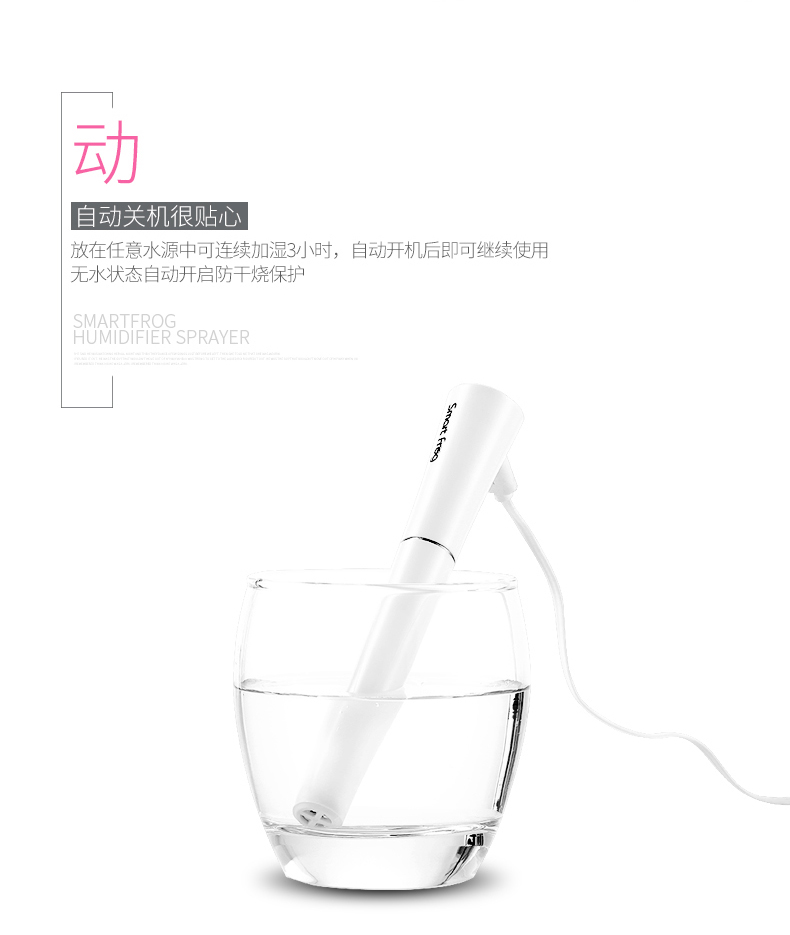 动
自动关机很贴心
放在任意水源中可连续加湿3小时，自动开机后即可继续使用
无水状态自动开启防干烧保护
SMARTFROG
HUMIDIFIER SPRAYER
Smart frog